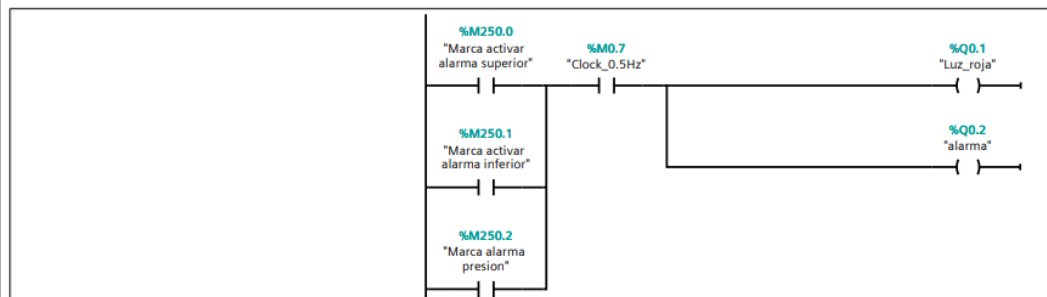 %M250.0
"Marca activar
alarma superior"
%M0.7
"Clock_0.5Hz"
%Q0.1
"Luz_roja"
%M250.1
"Marca activar
alarma inferior"
%Q0.2
"alarma"
%M250.2
"Marca alarma
presion"